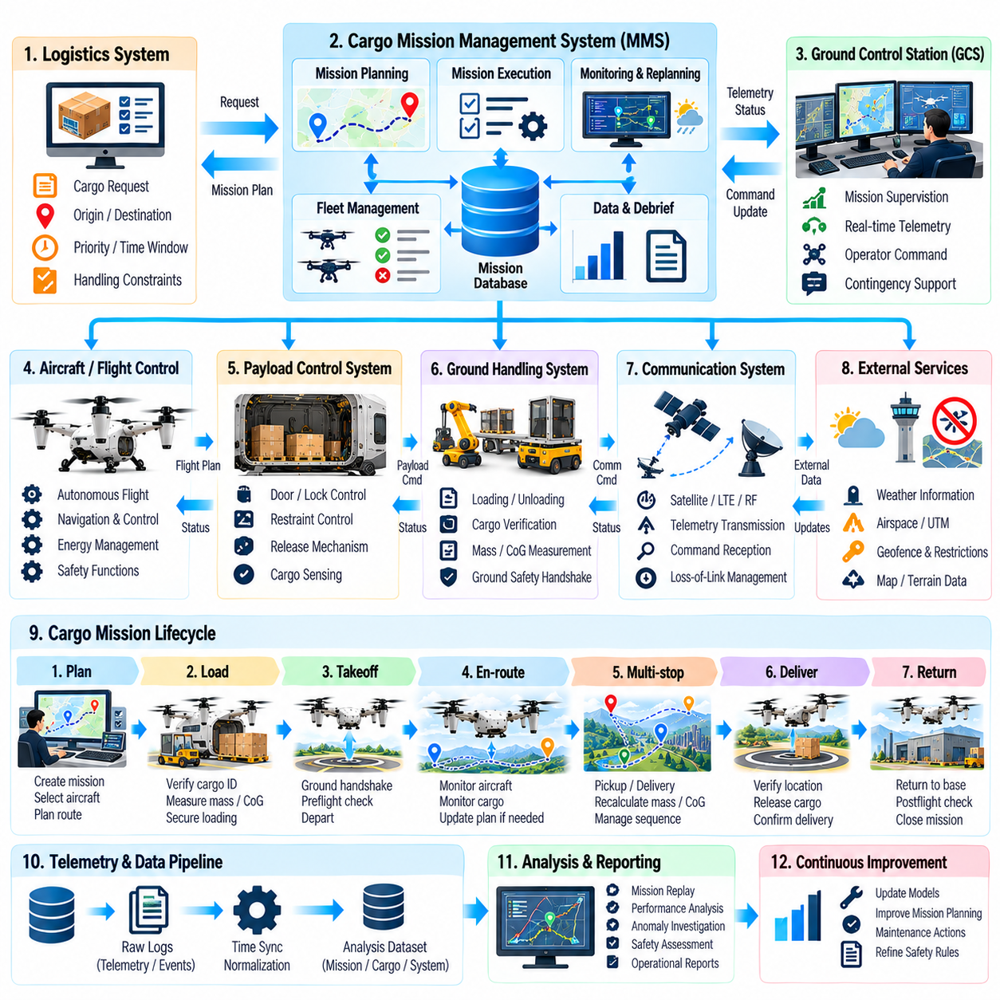 1. Logistics System
Cargo Request
Origin / Destination
Priority / Time Window
Handling Constraints
Request
Mission Plan
2. Cargo Mission Management System (MMS)
Mission Planning
Mission Execution
Monitoring & Replanning
Fleet Management
Mission
Database
Data & Debrief
Telemetry
Status
Command
Update
3. Ground Control Station (GCS)
Mission Supervistion
Real-time Telemetry
Operator Command
Contingency Support
4. Aircraft / Flight Control
Autonomous Flight
Navigation & Control
Energy Management
Safety Functions
Flight Plan
Status
5. Payload Control System
Door / Lock Control
Restraint Control
Release Mechanism
Cargo Sensing
Payload
Cmd
Status
6. Ground Handling System
Loading / Unloading
Cargo Verification
Mass / CoG Measurement
Ground Safety Handshake
Comm
Cmd
Status
7. Communication System
Satellite / LTE / RF
Telemetry Transmission
Command Reception
Loss-of-Link Management
External
Data
Updates
8. External Services
Weather Information
Airspace / UTM
Geofence & Restrictions
Map / Terrain Data
9. Cargo Mission Lifecycle
1. Plan
Create mission
Select aircraft
Plan route
2. Load
Verify cargo ID
Measure mass / CoG
Secure loading
3. Takeoff
Ground handshake
Preflight check
Depart
4. En-route
Monitor aircraft
Monitor cargo
Update plan if needed
5. Multi-stop
Pickup / Delivery
Recalculate mass / CoG
Manage sequence
6. Deliver
Verify location
Release cargo
Confirm delivery
7. Return
Return to base
Postflight check
Close mission
10. Telemetry & Data Pipeline
Raw Logs
(Telemetry / Events)
Time Sync
Normalization
Analysis Dataset
(Mission / Cargo / System)
11. Analysis & Reporting
Mission Replay
Performance Analysis
Anomaly Investigation
Safety Assessment
Operational Reports
12. Continuous Improvement
Update Models
Improve Mission Planning
Maintenance Actions
Refine Safety Rules